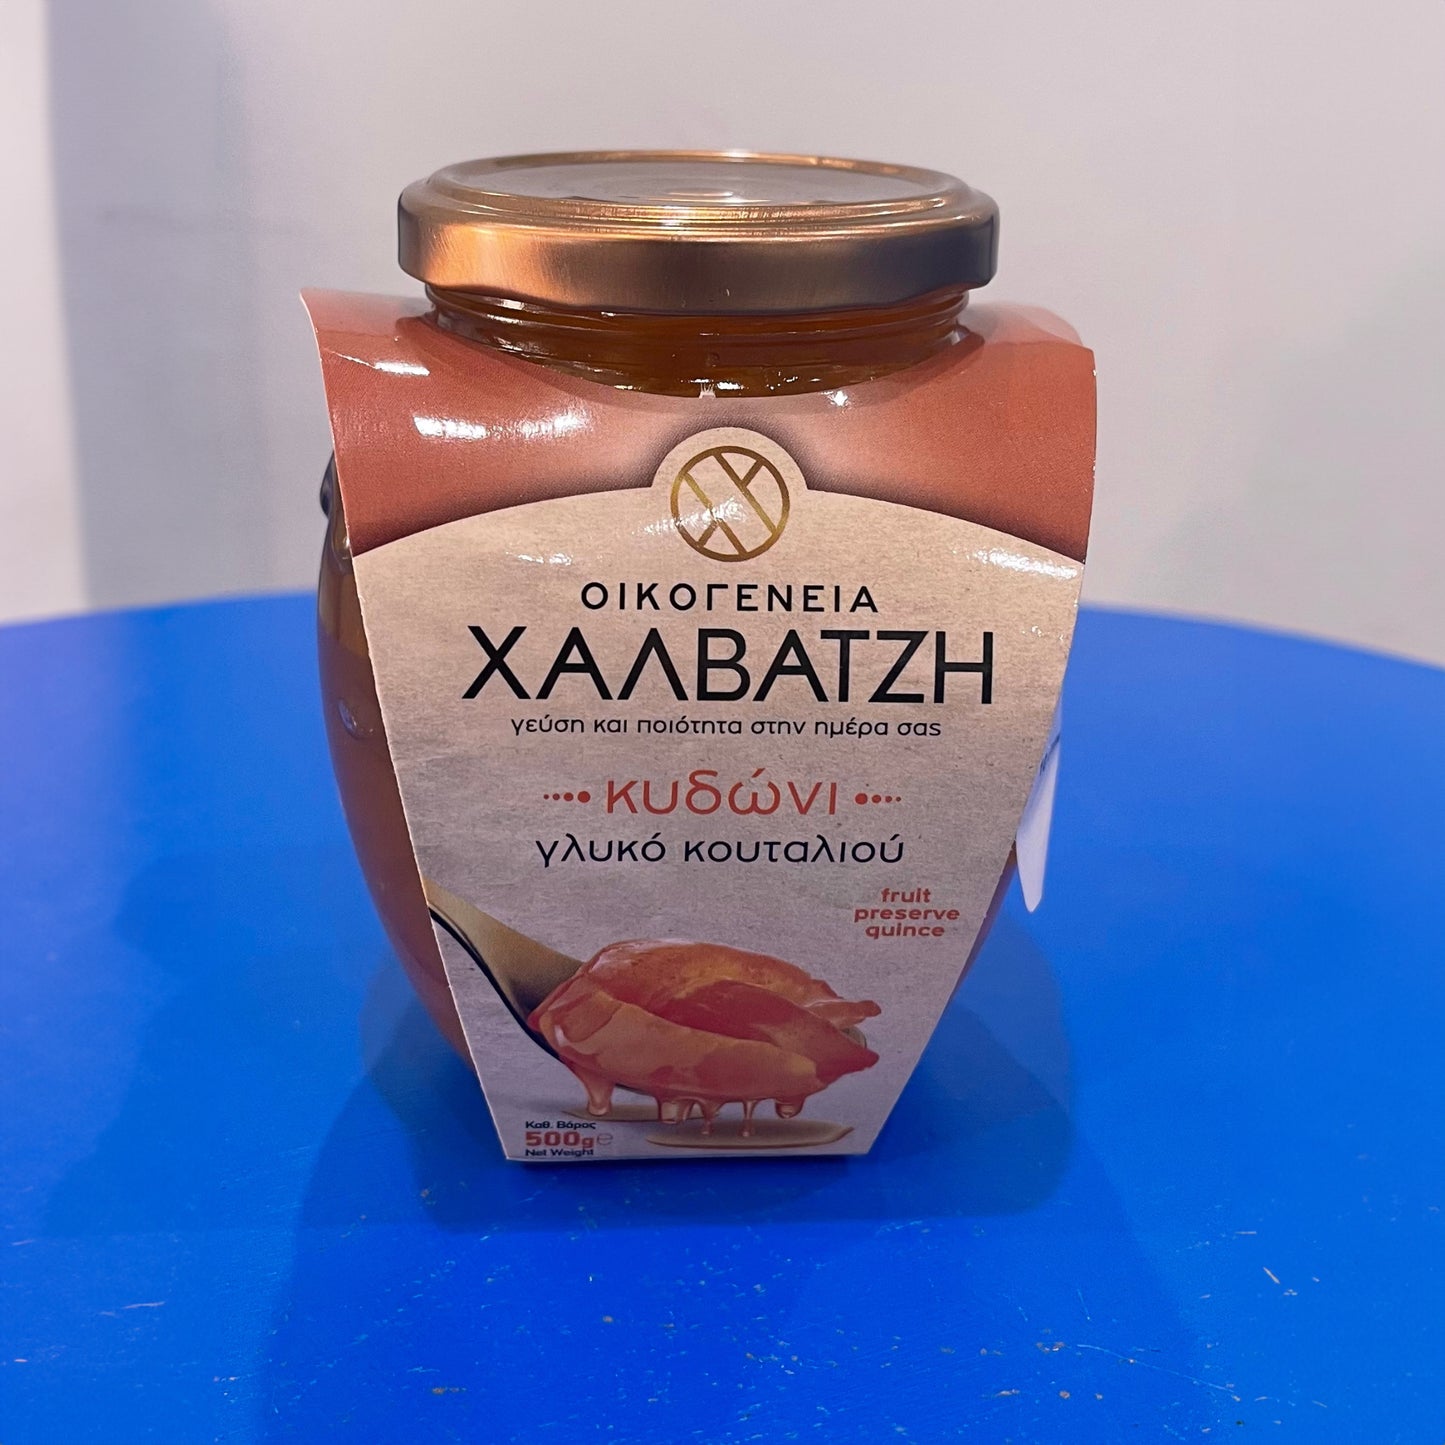 ΟΙΚΟΓΕΝΕΙΑ
ΧΑΛΒΑΤΖΗ
γεύση και ποιότητα στην ημέρα σας
κυδώνι
γλυκό κουταλιού
fruit
preserve
quince
Καθ. Βάρος
500g e
Net Weight